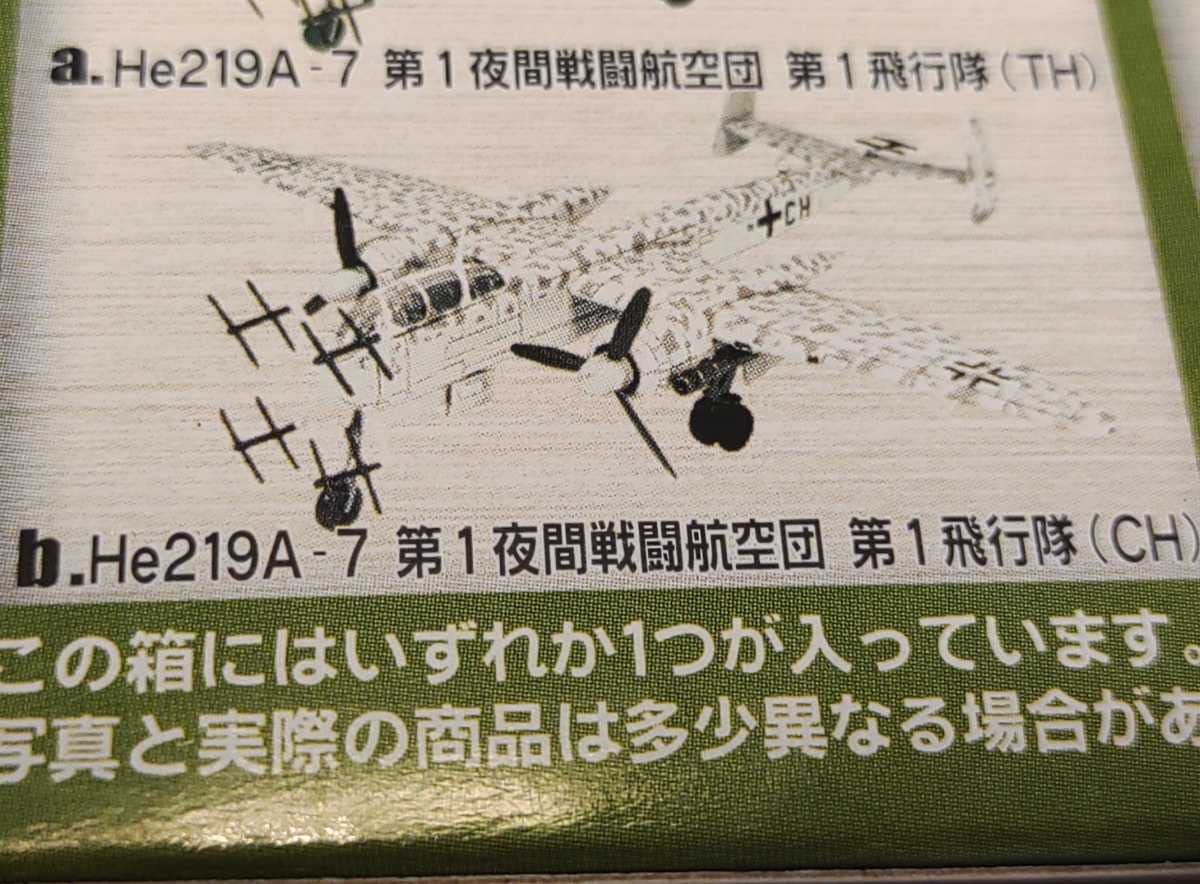 a.He219A-7 第1夜間戦闘航空団 第1飛行隊(TH)
CH
b.He219A-7 第1夜間戦闘航空団 第1飛行隊(CH)
この箱にはいずれか1つが入っています。
写真と実際の商品は多少異なる場合があ